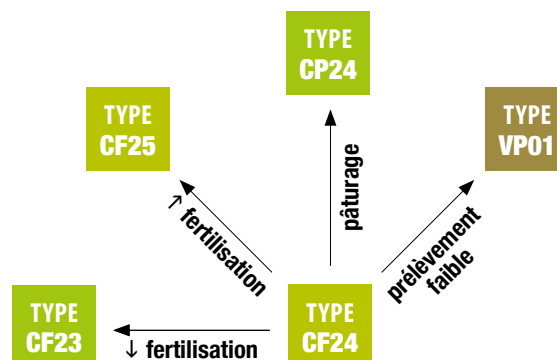 TYPE
CP24
TYPE
CF25
TYPE
VP01
↑ fertilisation
pâturage
prélèvement
faible
TYPE
CF23
↓ fertilisation
TYPE
CF24